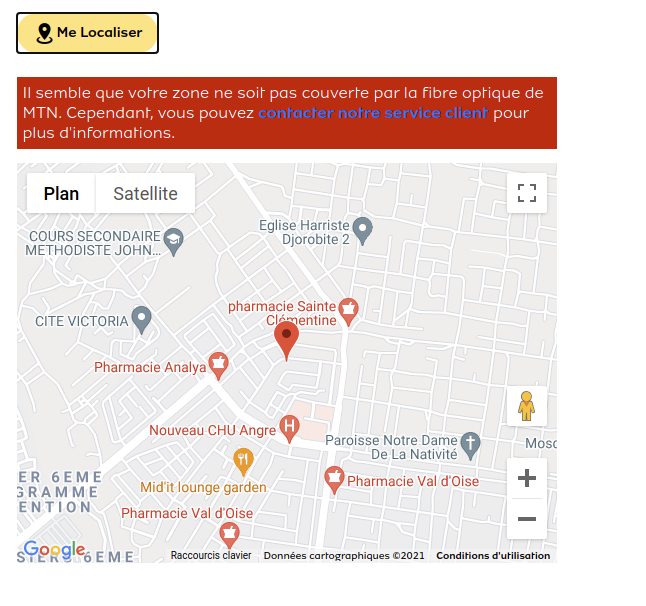 Me Localiser
Il semble que votre zone ne soit pas couverte par la fibre optique de
MTN. Cependant, vous pouvez contacter notre service client pour
plus d'informations.
Plan
Satellite
Eglise Harriste
Djorobite 2
COURS SECONDAIRE
METHODISTE JOHN...
pharmacie Sainte
Clémentine
CITE VICTORIA
Pharmacie Analya
Nouveau CHU Angre
H
Paroisse Notre Dame
De La Nativité
Mosq
Mid'it lounge garden
Pharmacie Val d'Oise
ER 6EME
GRAMME
ENTION
Pharmacie Val d'Oise
Google
SIERS 6EME
Raccourcis clavier
Données cartographiques ©2021
Conditions d'utilisation